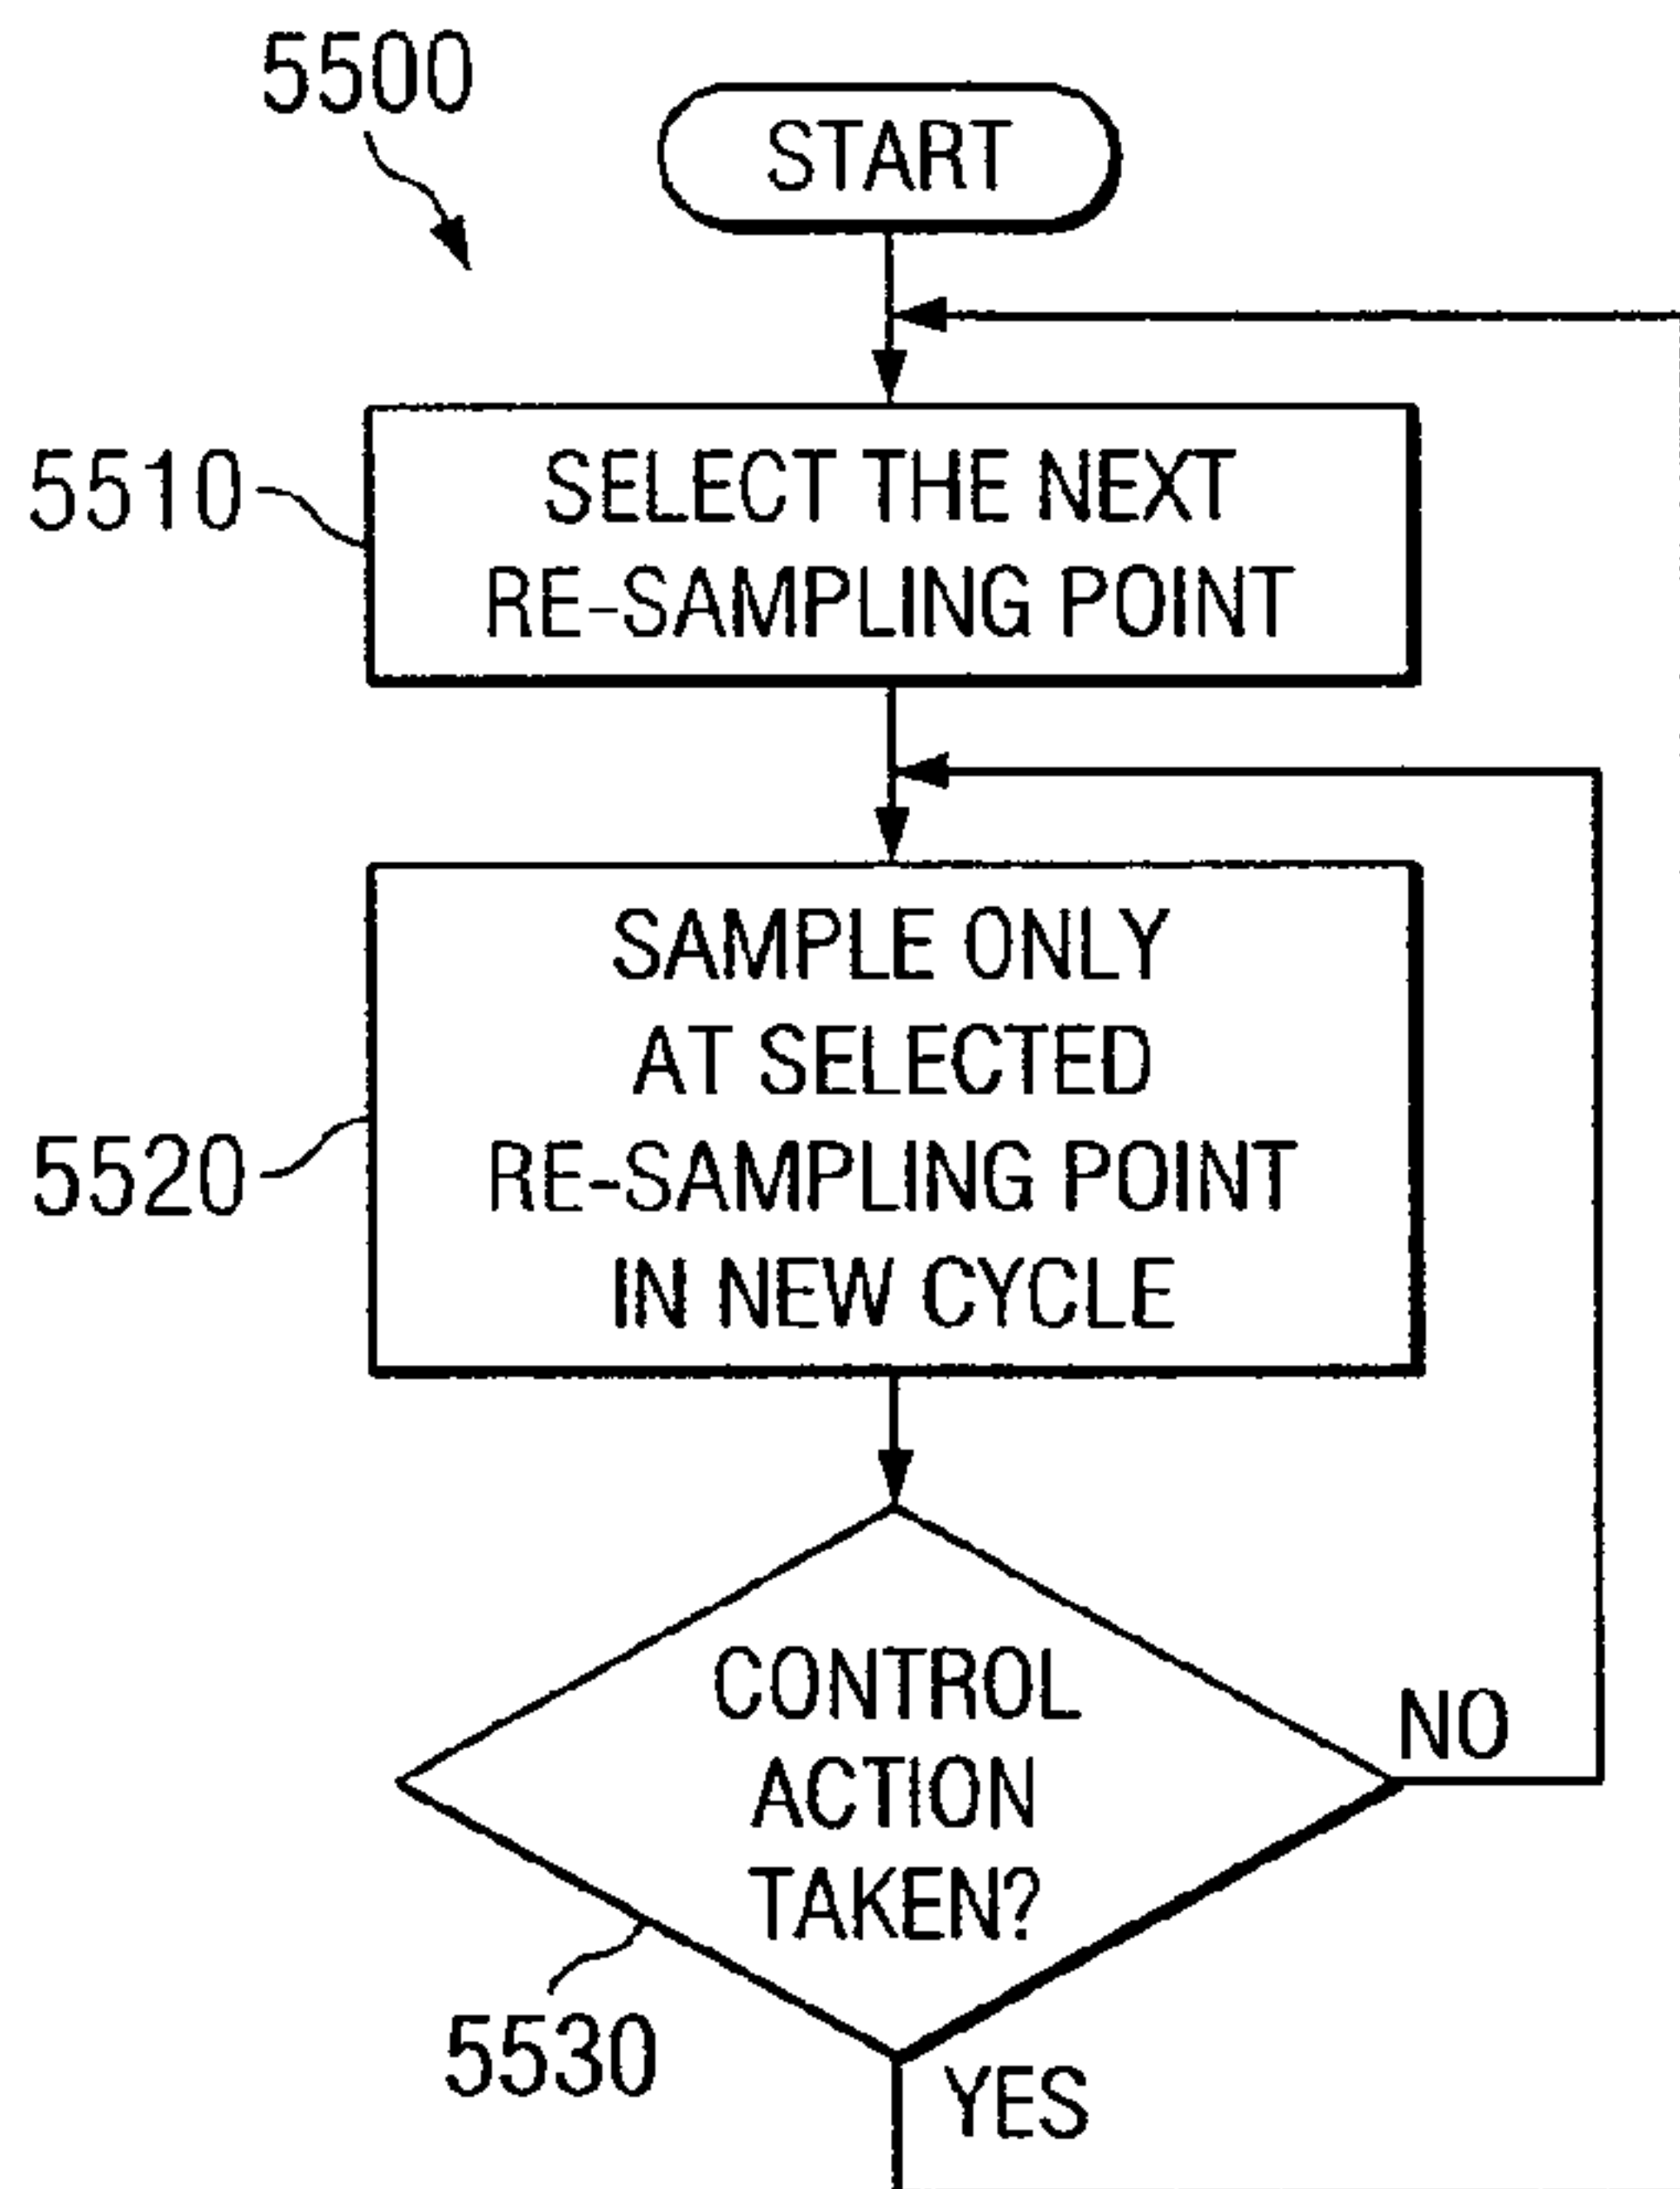 5500
START
5510
SELECT THE NEXT
RE-SAMPLING POINT
5520
SAMPLE ONLY
AT SELECTED
RE-SAMPLING POINT
IN NEW CYCLE
CONTROL
ACTION
TAKEN?
NO
5530
YES